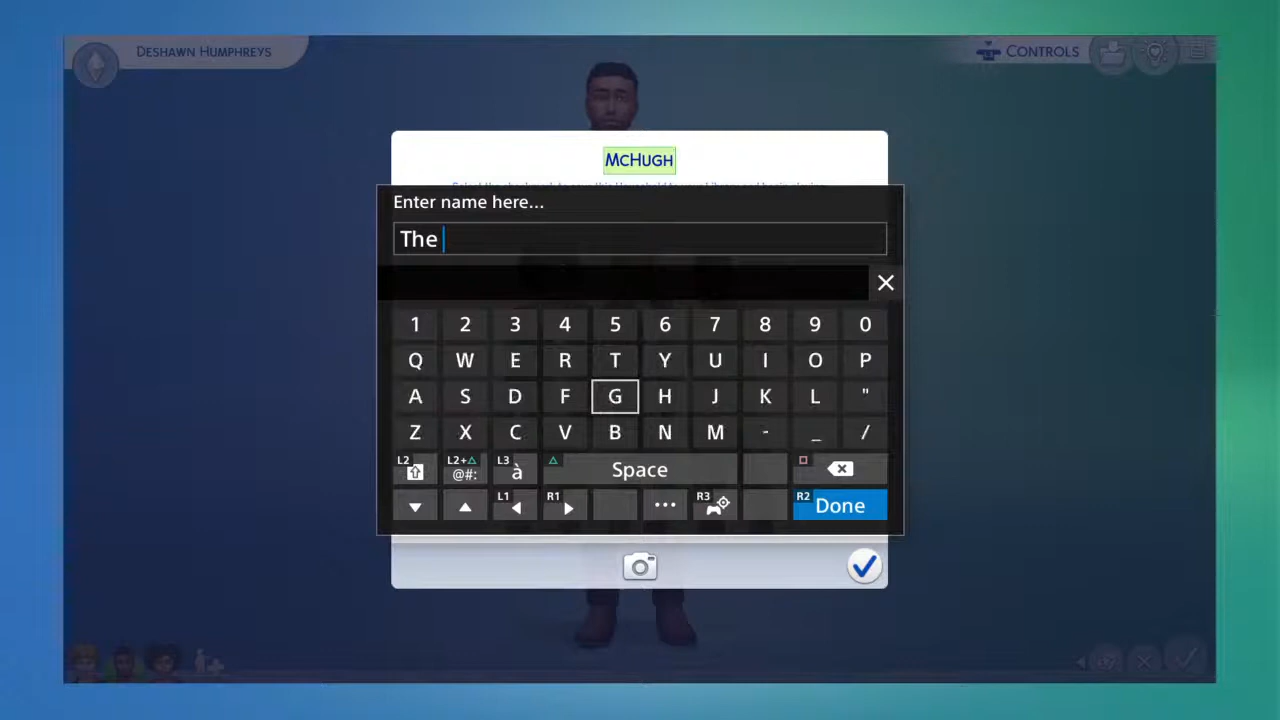 DESHAWN HUMPHREYS
CONTROLS
MCHUGH
Enter name here...
The
1 2 3 4 5 6 7 8 9 0
Q W E R T Y U I O P
A S D F G H J K L "
Z X C V B N M - _ /
L2 L2+△ @#: L3 à △ Space □
L1 R1 ... R3 R2 Done